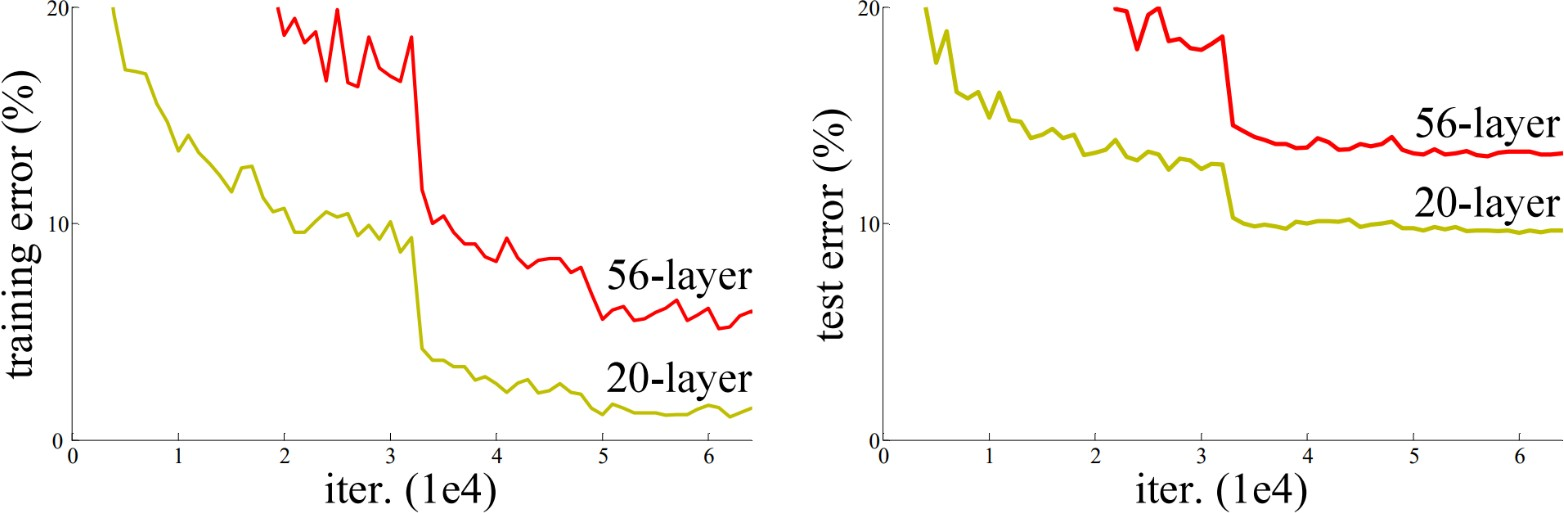 20
10
0
training error (%)
56-layer
20-layer
0 1 2 3 4 5 6
iter. (1e4)
20
10
0
test error (%)
56-layer
20-layer
0 1 2 3 4 5 6
iter. (1e4)